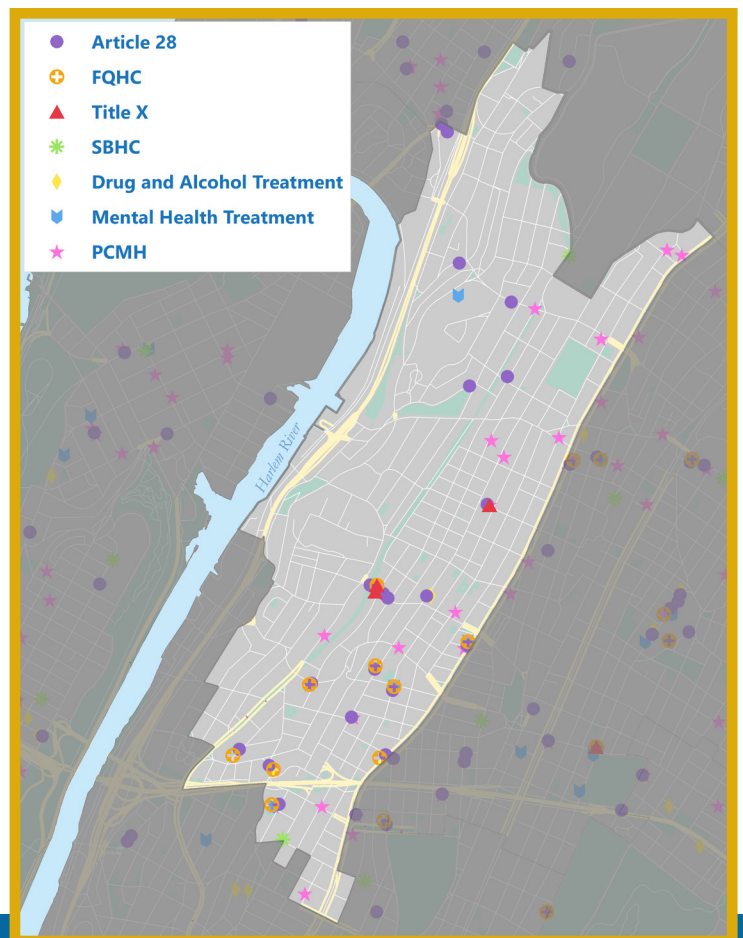 Article 28
FQHC
Title X
SBHC
Drug and Alcohol Treatment
Mental Health Treatment
PCMH
Harlem River